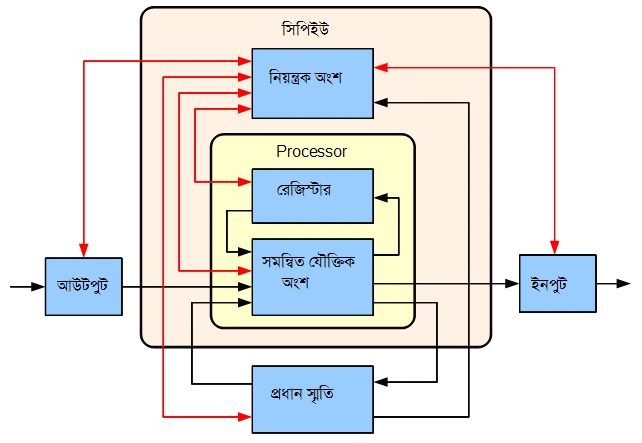 সিপিইউ
নিয়ন্ত্রক অংশ
Processor
রেজিস্টার
সমন্বিত যৌক্তিক
অংশ
আউটপুট
ইনপুট
প্রধান স্মৃতি